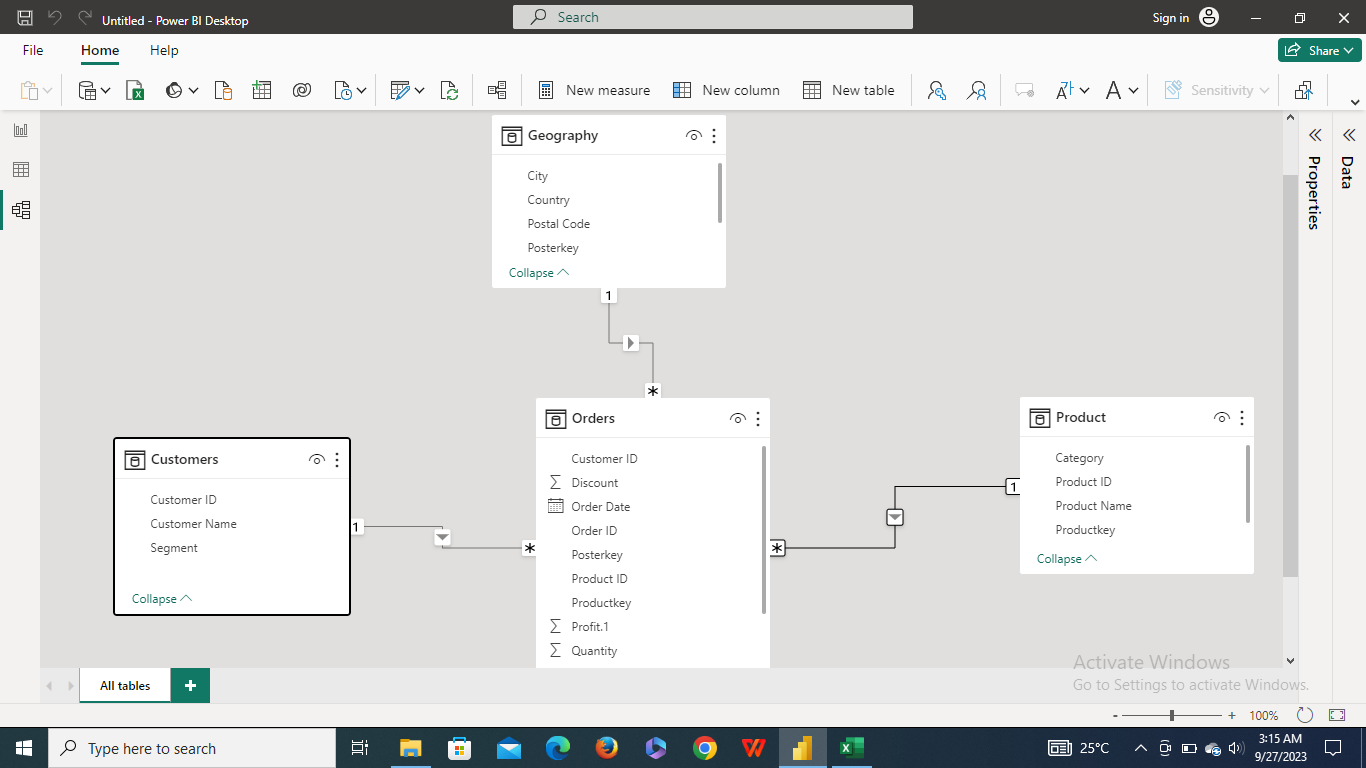 Untitled - Power BI Desktop
Search
Sign in
File
Home
Help
Share
New measure
New column
New table
Sensitivity
Geography
City
Country
Postal Code
Posterkey
Collapse
1
*
Orders
Customer ID
Discount
Order Date
Order ID
Posterkey
Product ID
Productkey
Profit.1
Quantity
Customers
Customer ID
Customer Name
Segment
Collapse
1
*
Product
Category
Product ID
Product Name
Productkey
Collapse
1
*
Properties
Data
Activate Windows
Go to Settings to activate Windows.
All tables
+
- + 100%
Type here to search
25°C
3:15 AM
9/27/2023